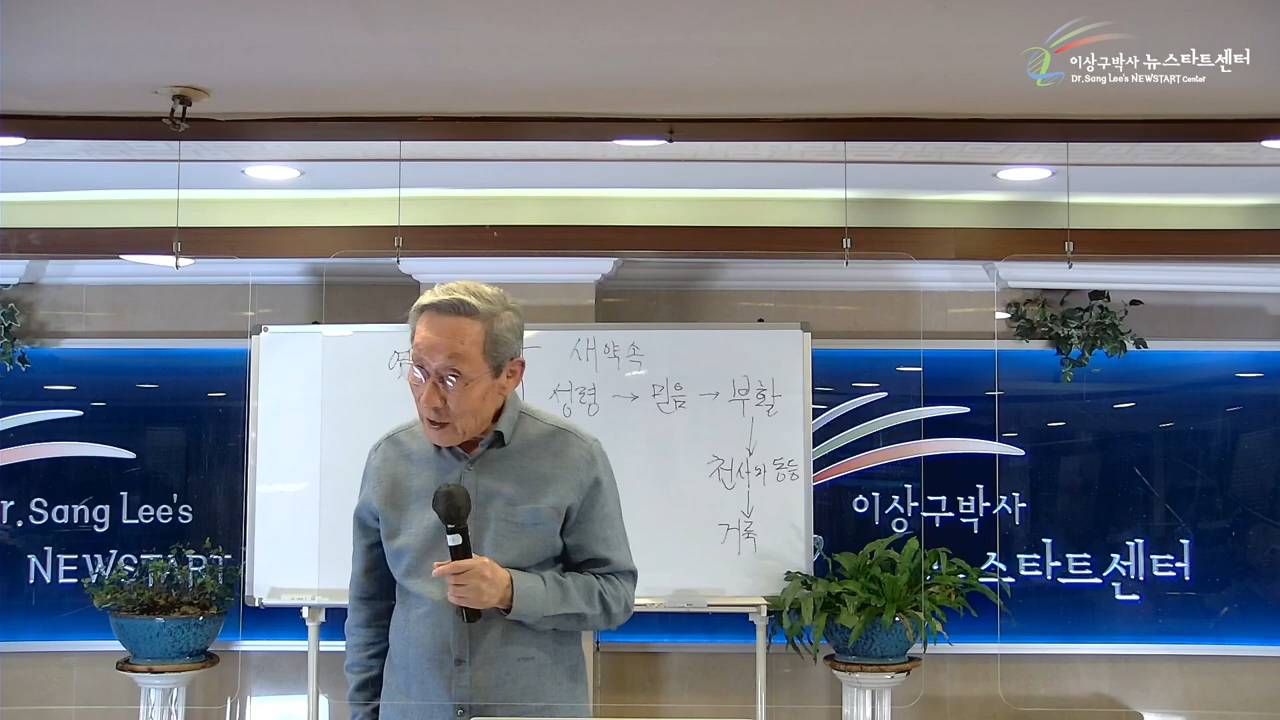 이상구박사 뉴스타트센터
Dr. Sang Lee's NEWSTART Center
새약속
성령 → 믿음 → 부활
천사와 동등
거룩
Dr. Sang Lee's
NEWSTART
이상구박사
뉴스타트센터